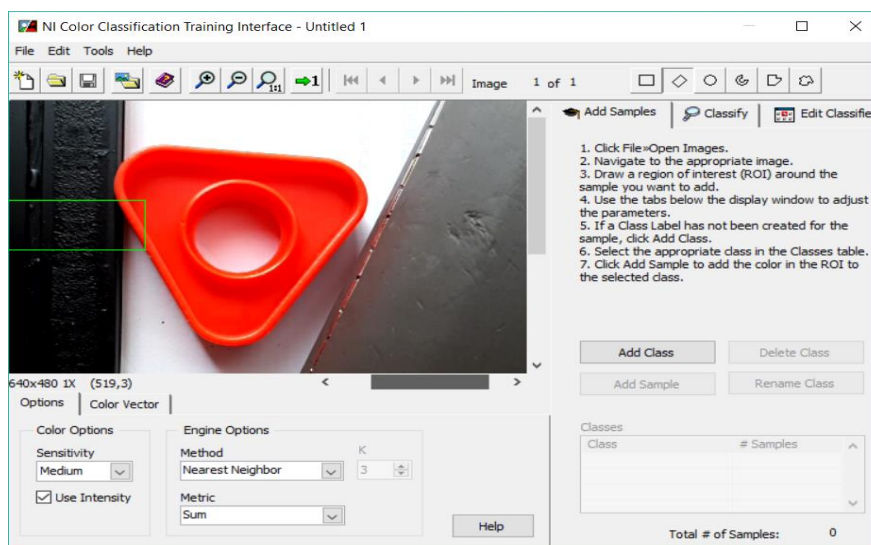 NI Color Classification Training Interface - Untitled 1
File Edit Tools Help
1:1 1 Image 1 of 1
Add Samples Classify Edit Classifie
1. Click File»Open Images.
2. Navigate to the appropriate image.
3. Draw a region of interest (ROI) around the
sample you want to add.
4. Use the tabs below the display window to adjust
the parameters.
5. If a Class Label has not been created for the
sample, click Add Class.
6. Select the appropriate class in the Classes table.
7. Click Add Sample to add the color in the ROI to
the selected class.
Add Class Delete Class
Add Sample Rename Class
640x480 1X (519,3)
Options Color Vector
Color Options Engine Options
Sensitivity Method K
Medium Nearest Neighbor 3
Use Intensity Metric
Sum
Help
Classes
Class # Samples
Total # of Samples: 0